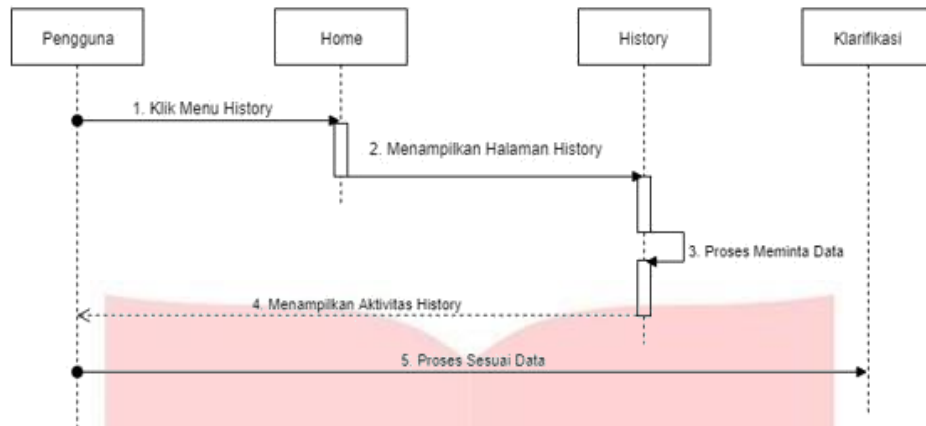 Pengguna
Home
History
Klarifikasi
1. Klik Menu History
2. Menampilkan Halaman History
3. Proses Meminta Data
4. Menampilkan Aktivitas History
5. Proses Sesuai Data